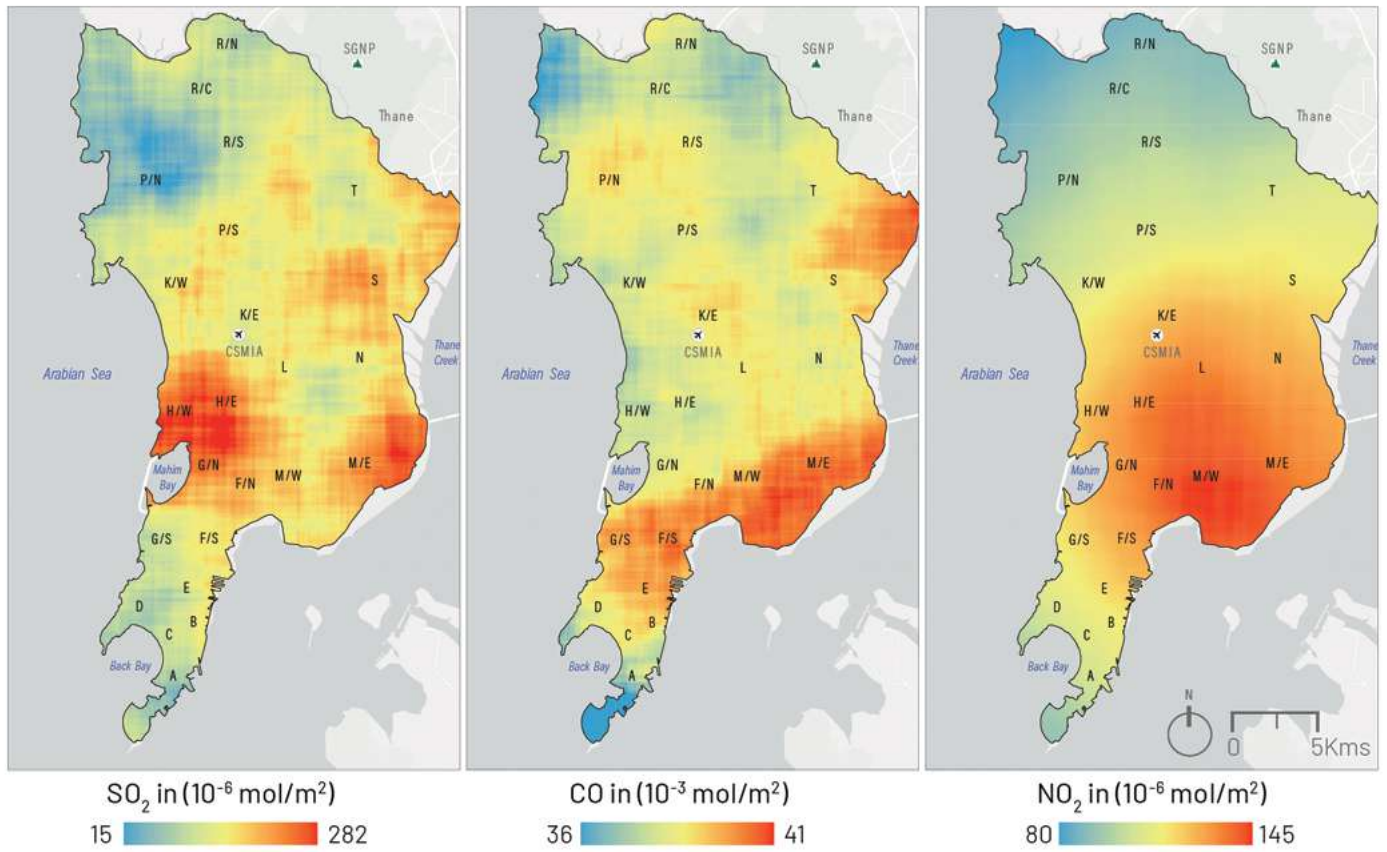 R/N
SGNP
R/C
Thane
R/S
P/N
T
P/S
K/W
S
K/E
CSMIA
Thane
Creek
N
L
Arabian Sea
H/E
H/W
Mahim
Bay
G/N
M/E
M/W
F/N
G/S
F/S
E
D
B
C
Back Bay
A
SO₂ in (10⁻⁶ mol/m²)
15 282
R/N
SGNP
R/C
Thane
R/S
P/N
T
P/S
K/W
S
K/E
CSMIA
Thane
Creek
N
L
Arabian Sea
H/E
H/W
Mahim
Bay
G/N
M/E
M/W
F/N
G/S
F/S
E
D
B
C
Back Bay
A
CO in (10⁻³ mol/m²)
36 41
R/N
SGNP
R/C
Thane
R/S
P/N
T
P/S
K/W
S
K/E
CSMIA
Thane
Creek
N
L
Arabian Sea
H/E
H/W
Mahim
Bay
G/N
M/E
M/W
F/N
G/S
F/S
E
D
B
C
Back Bay
A
N
0 5Kms
NO₂ in (10⁻⁶ mol/m²)
80 145